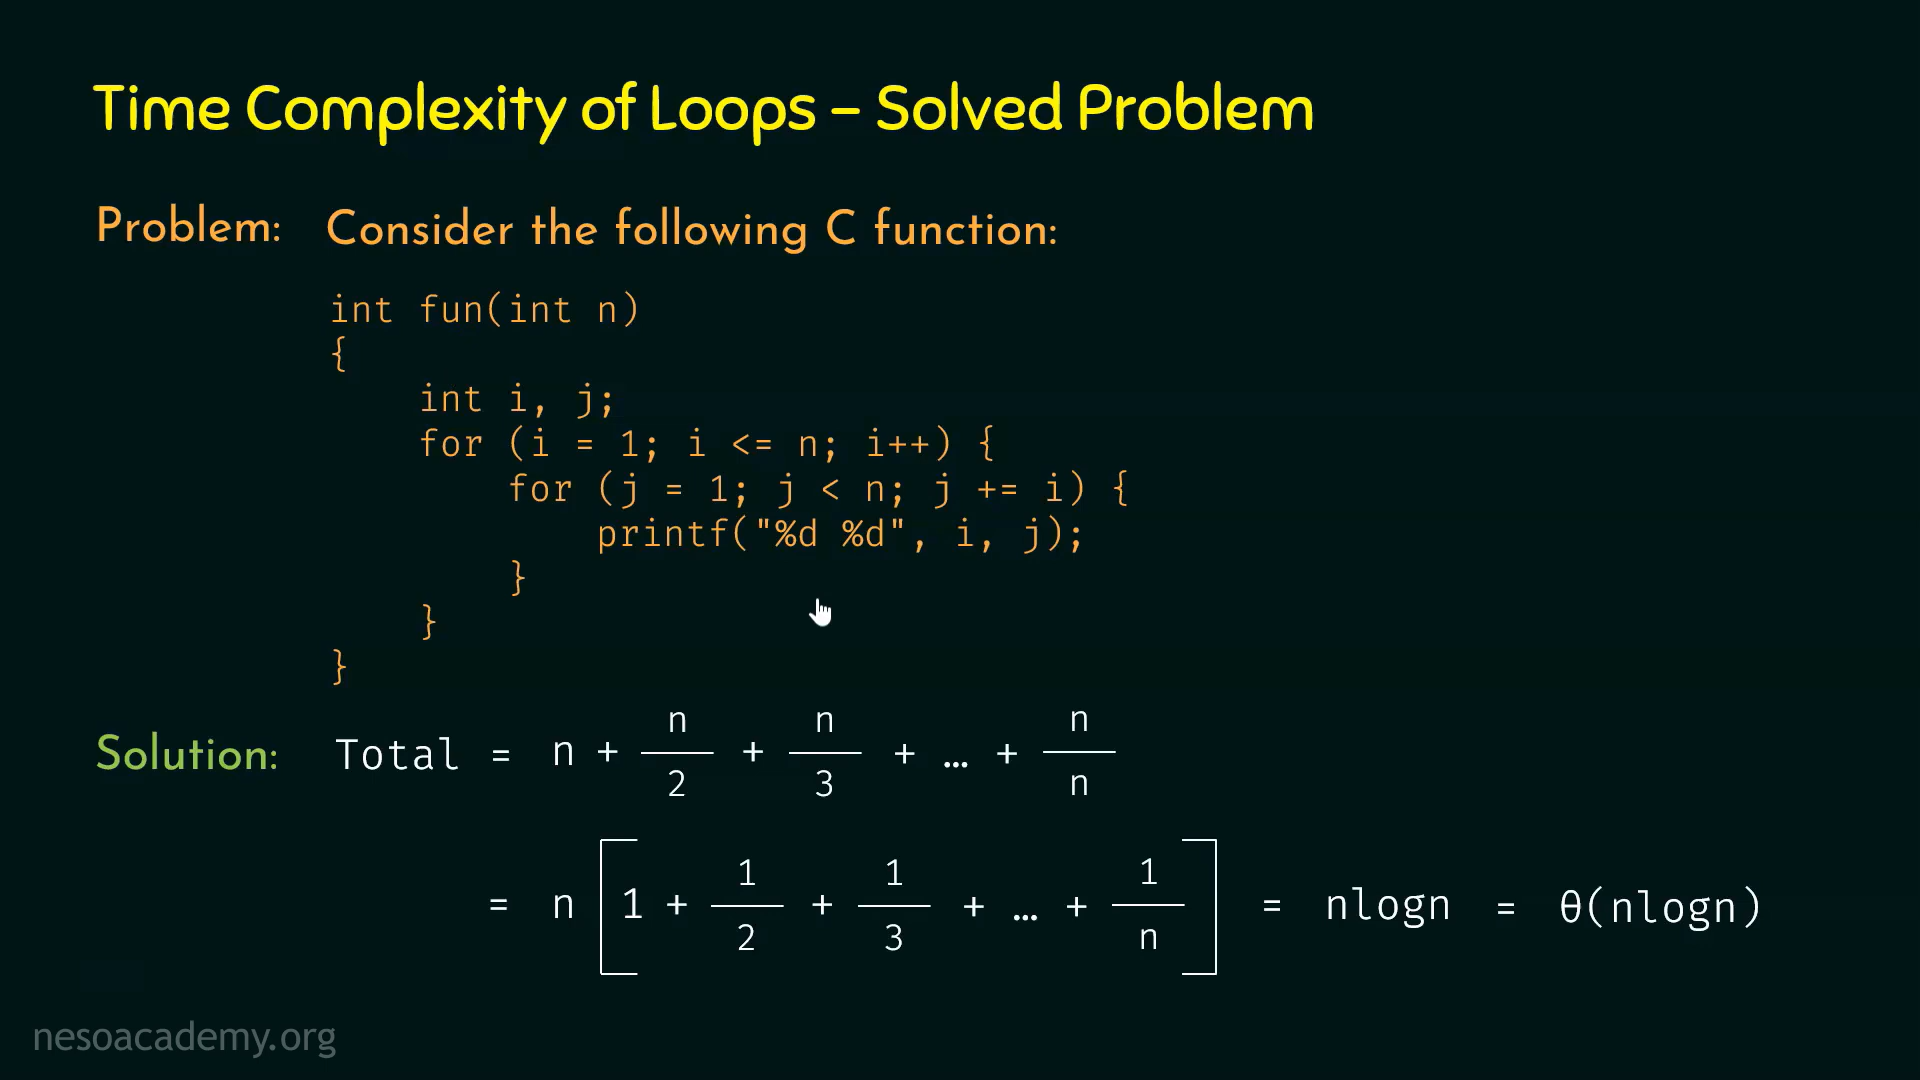 Time Complexity of Loops – Solved Problem
Problem: Consider the following C function:
int fun(int n)
{
int i, j;
for (i = 1; i <= n; i++) {
for (j = 1; j < n; j += i) {
printf("%d %d", i, j);
}
}
}
Solution: Total = n + n/2 + n/3 + … + n/n
= n [1 + 1/2 + 1/3 + … + 1/n] = nlogn = θ(nlogn)
nesoacademy.org